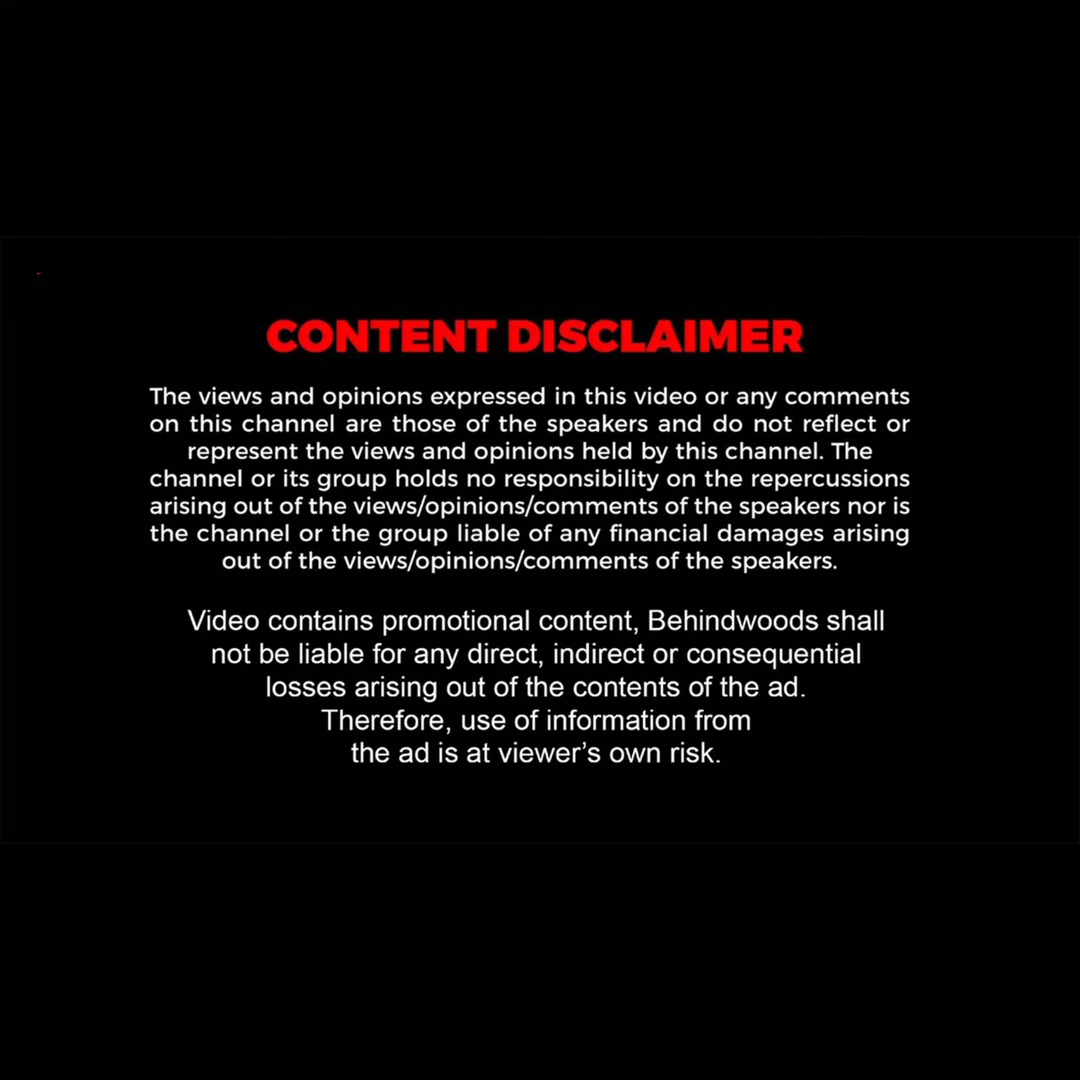 CONTENT DISCLAIMER
The views and opinions expressed in this video or any comments
on this channel are those of the speakers and do not reflect or
represent the views and opinions held by this channel. The
channel or its group holds no responsibility on the repercussions
arising out of the views/opinions/comments of the speakers nor is
the channel or the group liable of any financial damages arising
out of the views/opinions/comments of the speakers.
Video contains promotional content, Behindwoods shall
not be liable for any direct, indirect or consequential
losses arising out of the contents of the ad.
Therefore, use of information from
the ad is at viewer’s own risk.